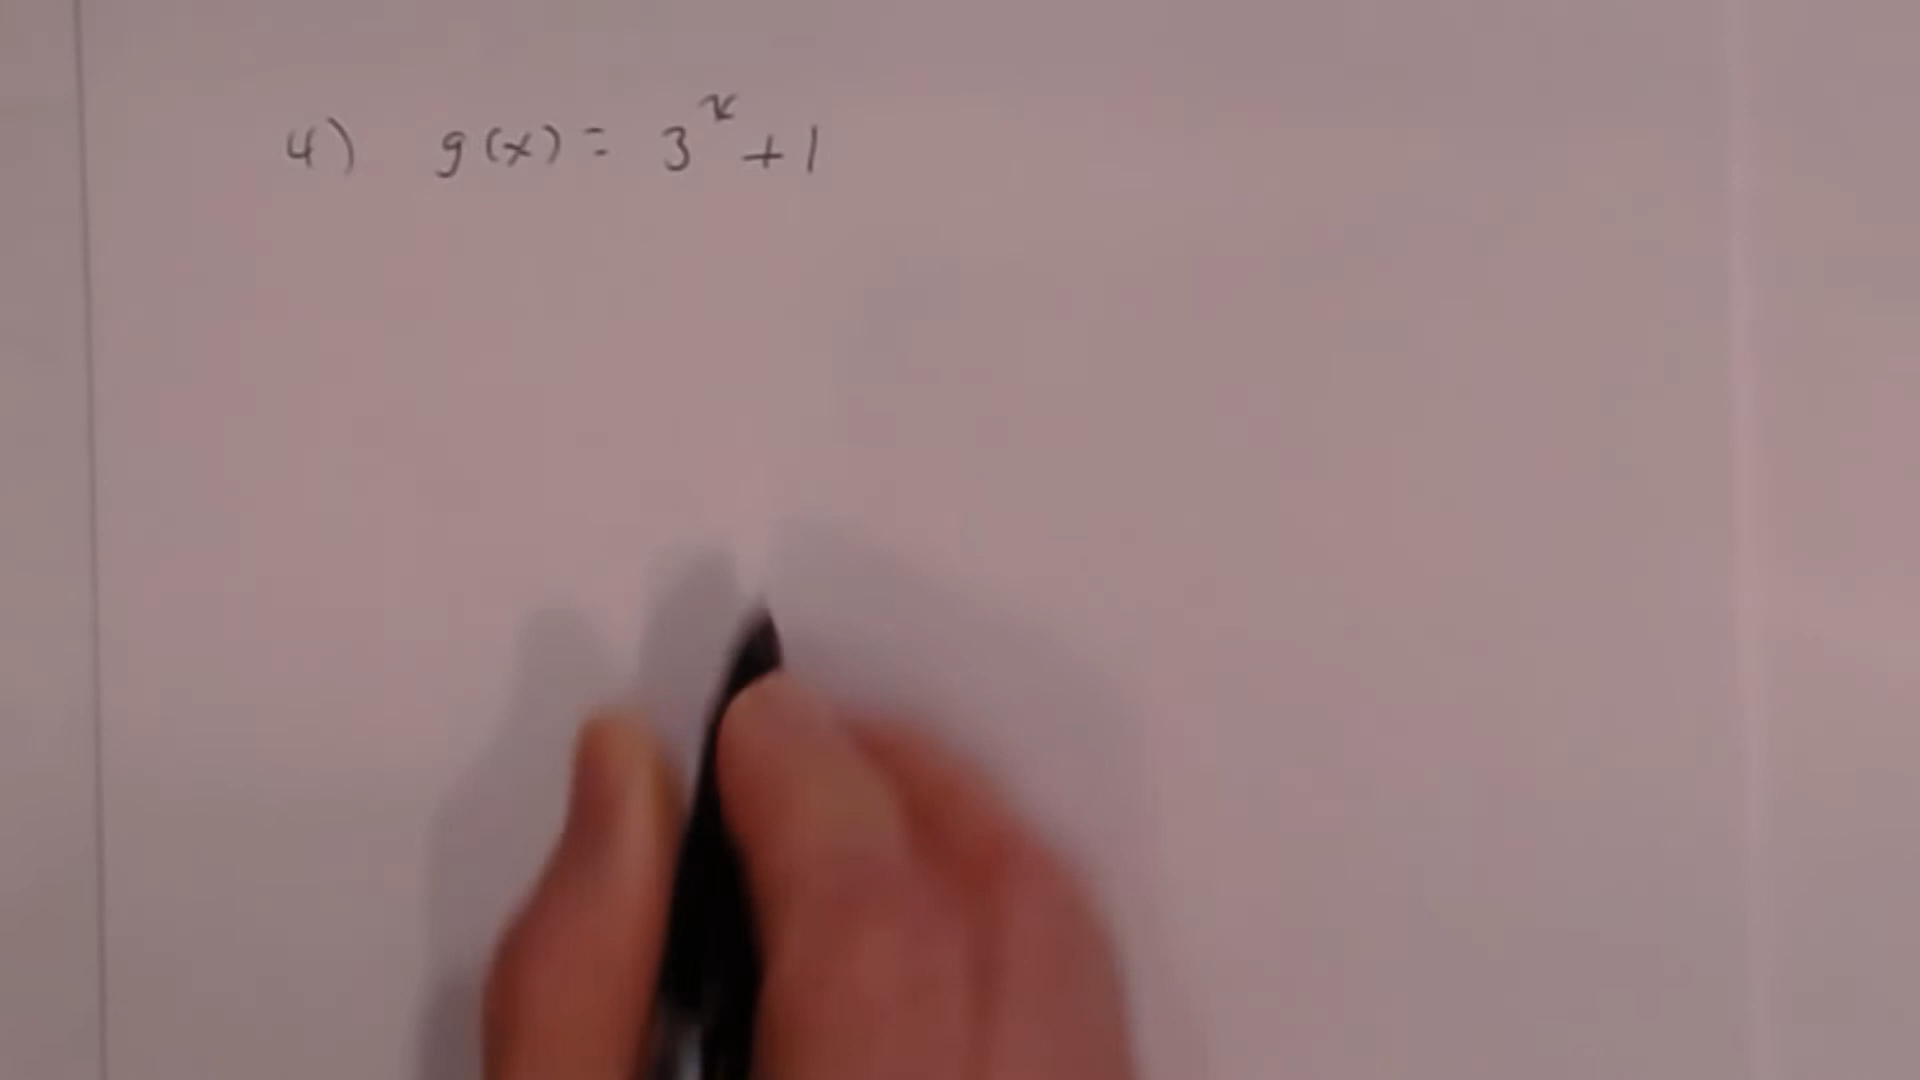 4) g(x) = 3^x + 1